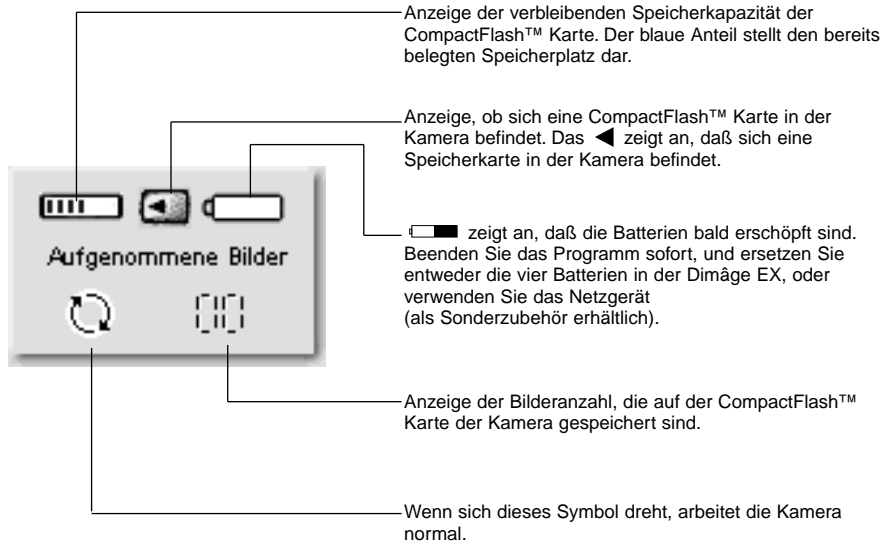 Anzeige der verbleibenden Speicherkapazität der
CompactFlash™ Karte. Der blaue Anteil stellt den bereits
belegten Speicherplatz dar.
Anzeige, ob sich eine CompactFlash™ Karte in der
Kamera befindet. Das ◀ zeigt an, daß sich eine
Speicherkarte in der Kamera befindet.
zeigt an, daß die Batterien bald erschöpft sind.
Beenden Sie das Programm sofort, und ersetzen Sie
entweder die vier Batterien in der Dimâge EX, oder
verwenden Sie das Netzgerät
(als Sonderzubehör erhältlich).
Aufgenommene Bilder
00
Anzeige der Bilderanzahl, die auf der CompactFlash™
Karte der Kamera gespeichert sind.
Wenn sich dieses Symbol dreht, arbeitet die Kamera
normal.